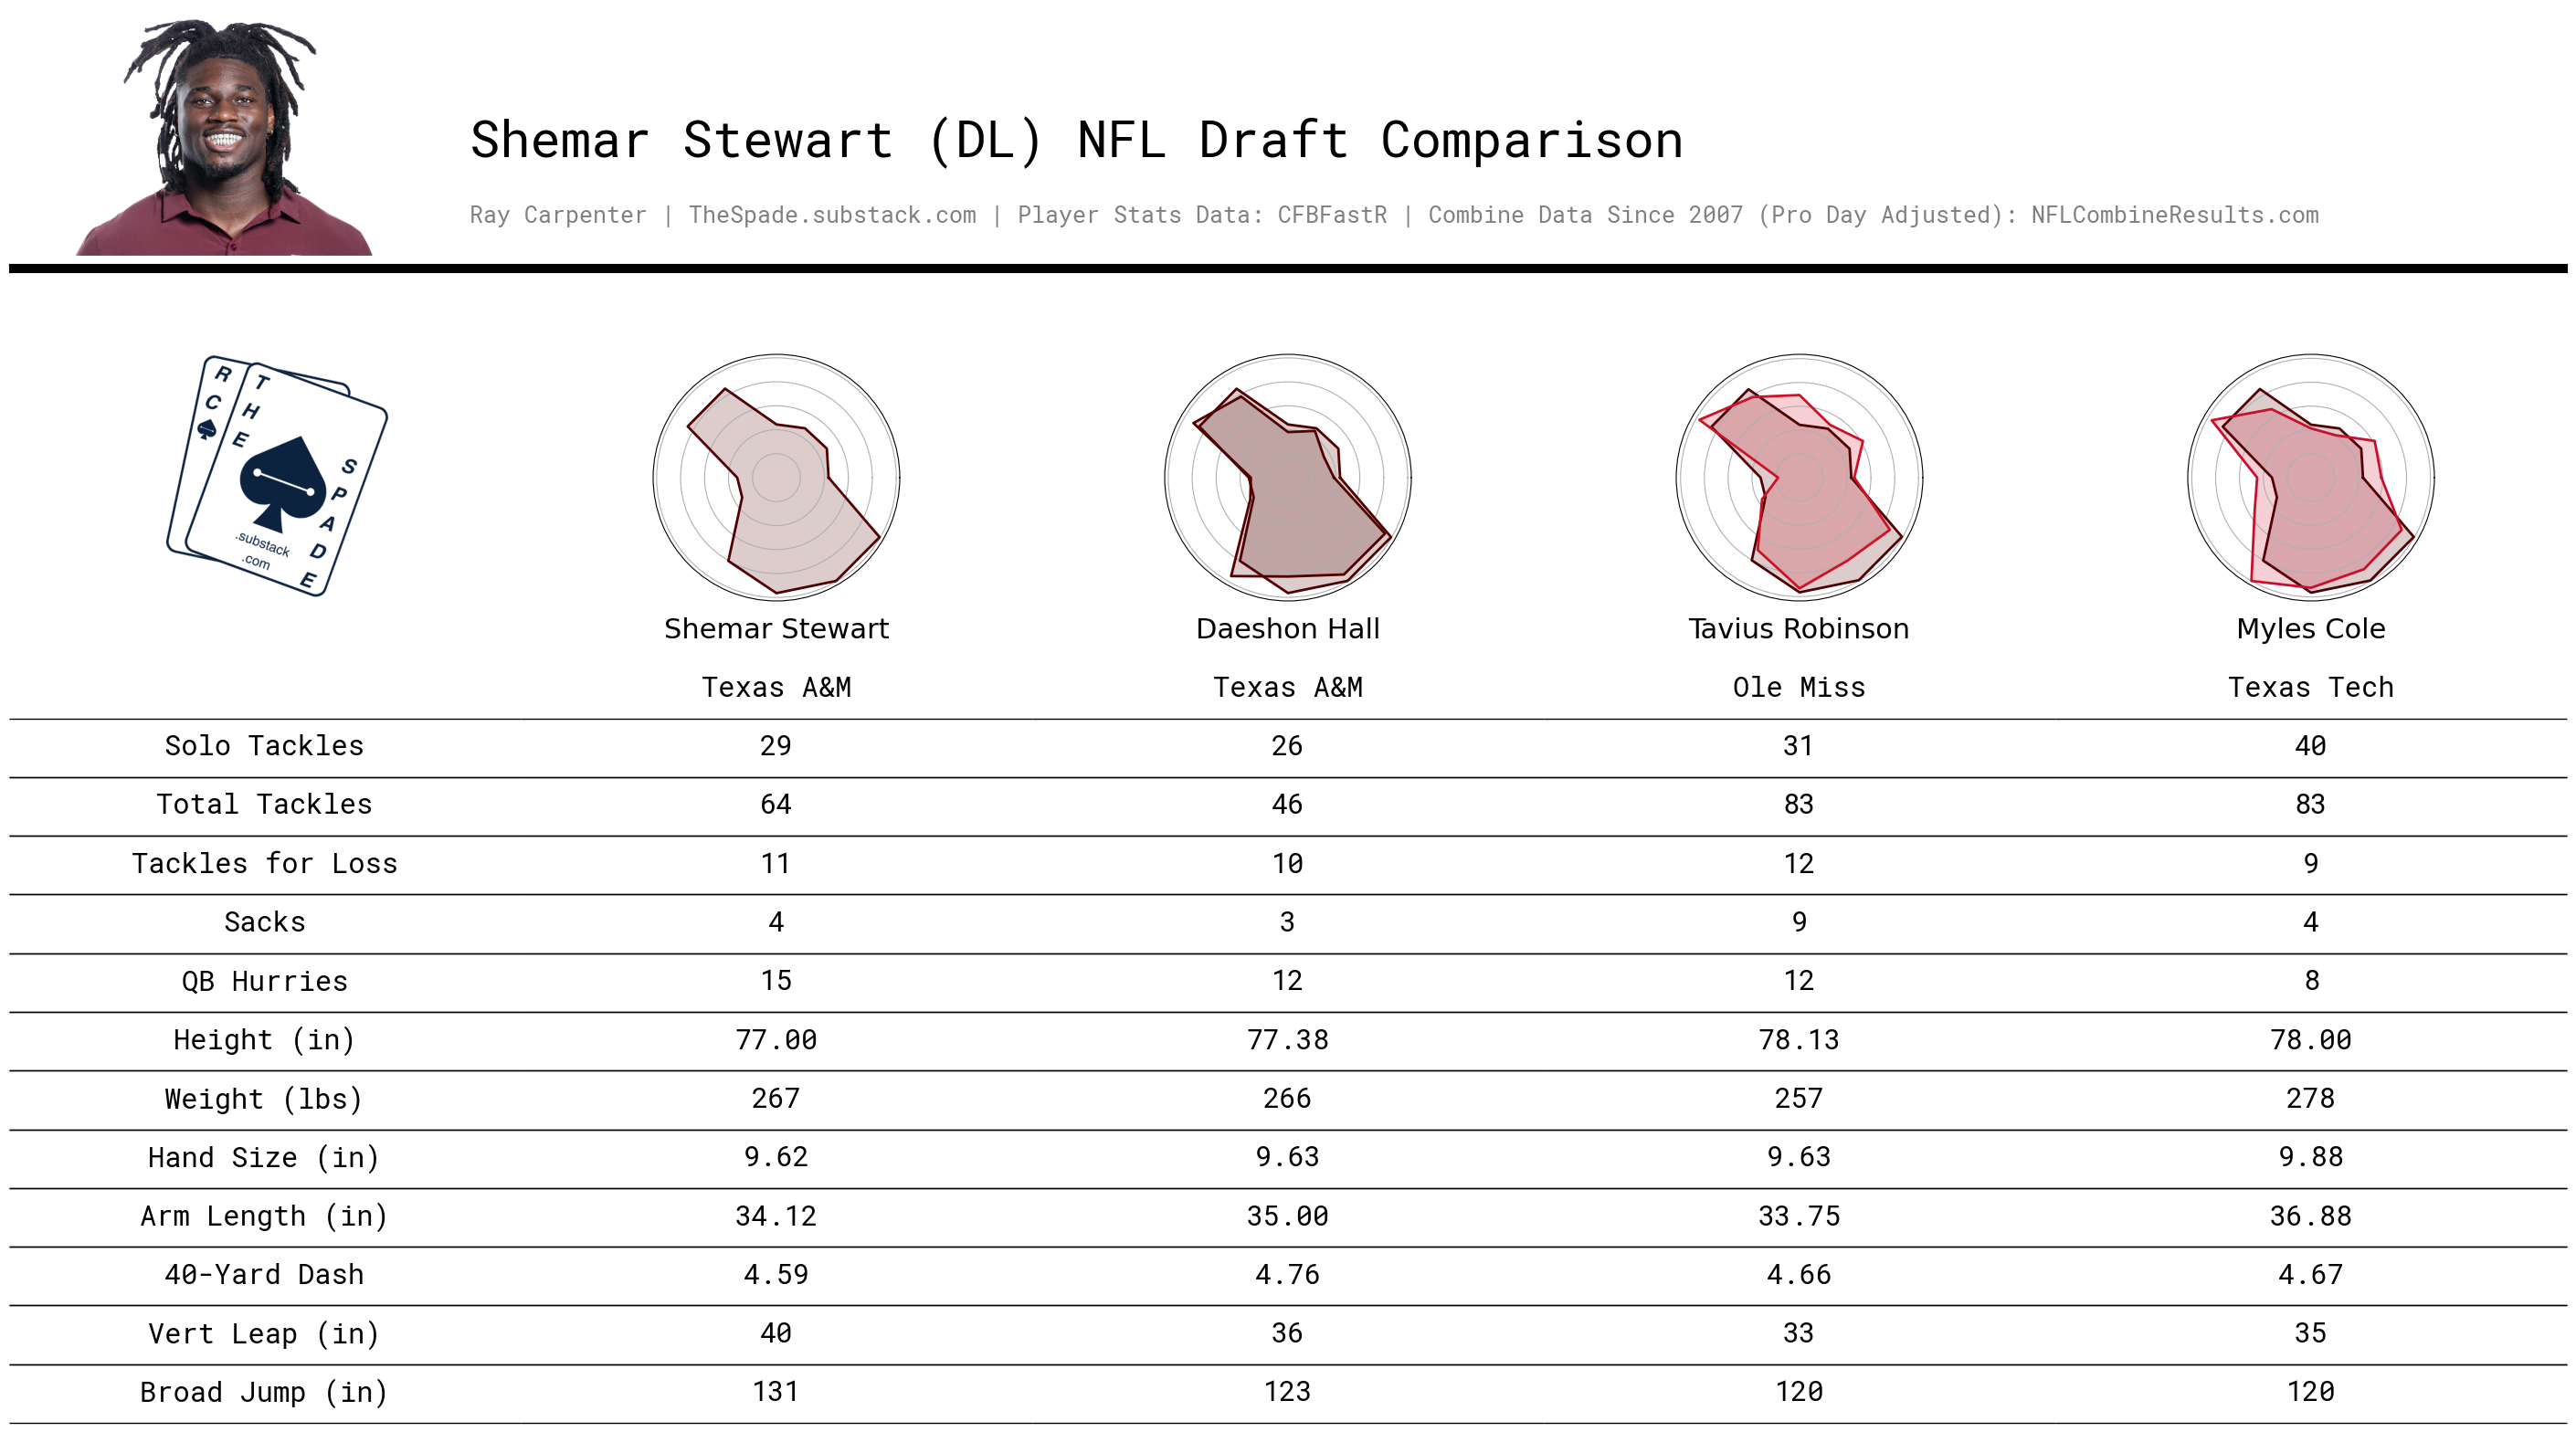 Shemar Stewart (DL) NFL Draft Comparison
Ray Carpenter | TheSpade.substack.com | Player Stats Data: CFBFastR | Combine Data Since 2007 (Pro Day Adjusted): NFLCombineResults.com
RC
THE
SPADE
.substack
.com
Shemar Stewart Daeshon Hall Tavius Robinson Myles Cole
Texas A&M Texas A&M Ole Miss Texas Tech
Solo Tackles 29 26 31 40
Total Tackles 64 46 83 83
Tackles for Loss 11 10 12 9
Sacks 4 3 9 4
QB Hurries 15 12 12 8
Height (in) 77.00 77.38 78.13 78.00
Weight (lbs) 267 266 257 278
Hand Size (in) 9.62 9.63 9.63 9.88
Arm Length (in) 34.12 35.00 33.75 36.88
40-Yard Dash 4.59 4.76 4.66 4.67
Vert Leap (in) 40 36 33 35
Broad Jump (in) 131 123 120 120